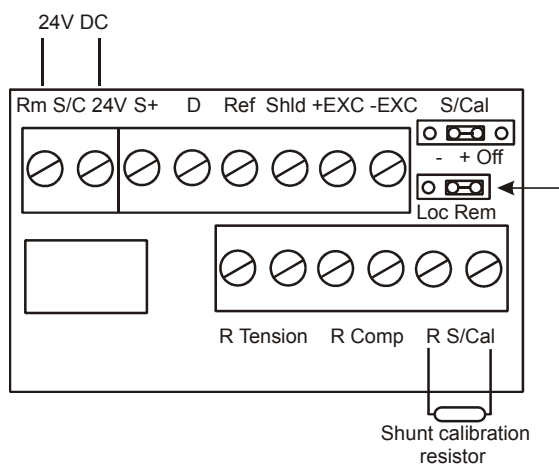 24V DC
Rm S/C 24V S+ D Ref Shld +EXC -EXC S/Cal
- + Off
Loc Rem
R Tension R Comp R S/Cal
Shunt calibration
resistor